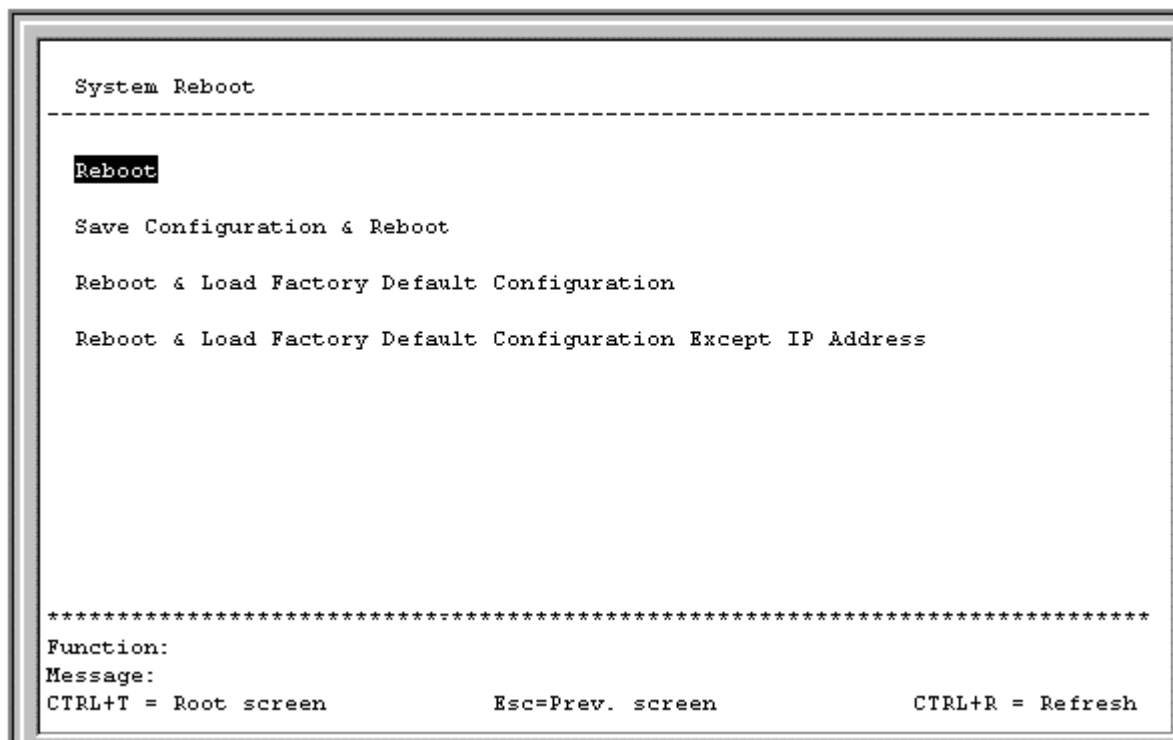 System Reboot
--------------------------------------------------------------------------------
Reboot
Save Configuration & Reboot
Reboot & Load Factory Default Configuration
Reboot & Load Factory Default Configuration Except IP Address
*******************************************************************************
Function:
Message:
CTRL+T = Root screen Esc=Prev. screen CTRL+R = Refresh